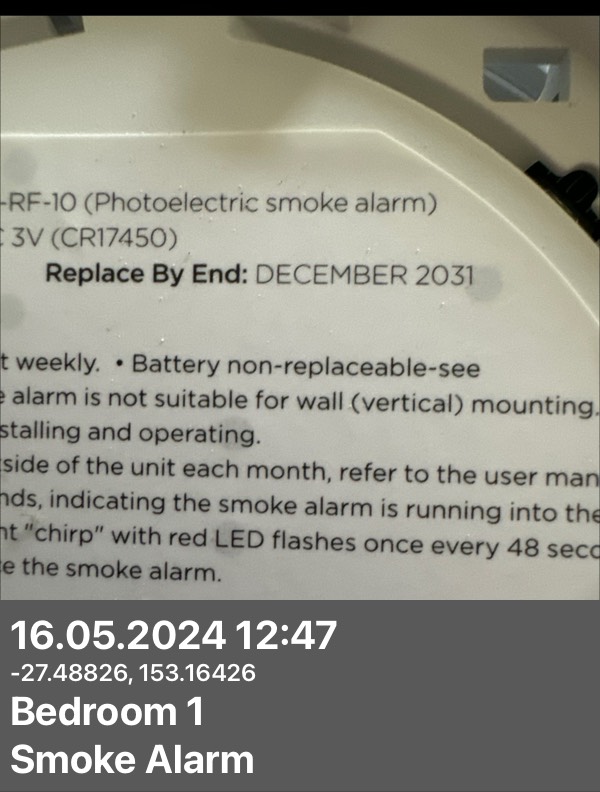 -RF-10 (Photoelectric smoke alarm)
3V (CR17450)
Replace By End: DECEMBER 2031
t weekly. • Battery non-replaceable-see
alarm is not suitable for wall (vertical) mounting.
stalling and operating.
side of the unit each month, refer to the user man
nds, indicating the smoke alarm is running into the
nt "chirp" with red LED flashes once every 48 seco
e the smoke alarm.
16.05.2024 12:47
-27.48826, 153.16426
Bedroom 1
Smoke Alarm